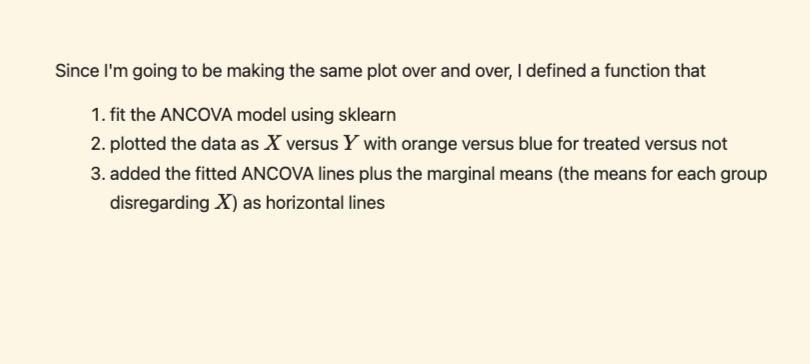 Since I'm going to be making the same plot over and over, I defined a function that
1. fit the ANCOVA model using sklearn
2. plotted the data as X versus Y with orange versus blue for treated versus not
3. added the fitted ANCOVA lines plus the marginal means (the means for each group
disregarding X) as horizontal lines